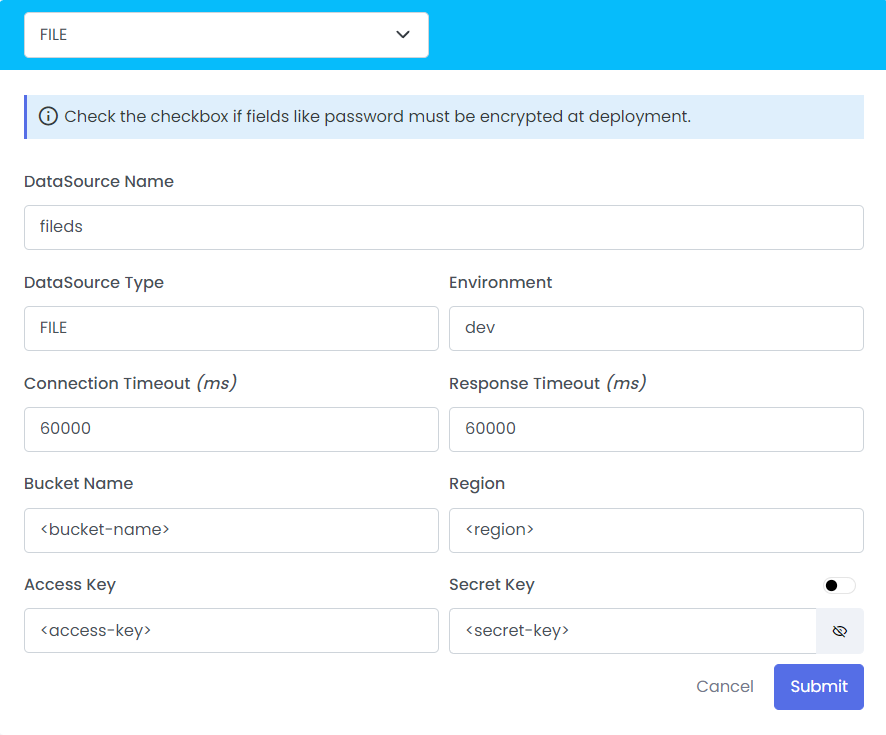 FILE
Check the checkbox if fields like password must be encrypted at deployment.
DataSource Name
fileds
DataSource Type
Environment
FILE
dev
Connection Timeout (ms)
Response Timeout (ms)
60000
60000
Bucket Name
Region
<bucket-name>
<region>
Access Key
Secret Key
<access-key>
<secret-key>
Cancel
Submit